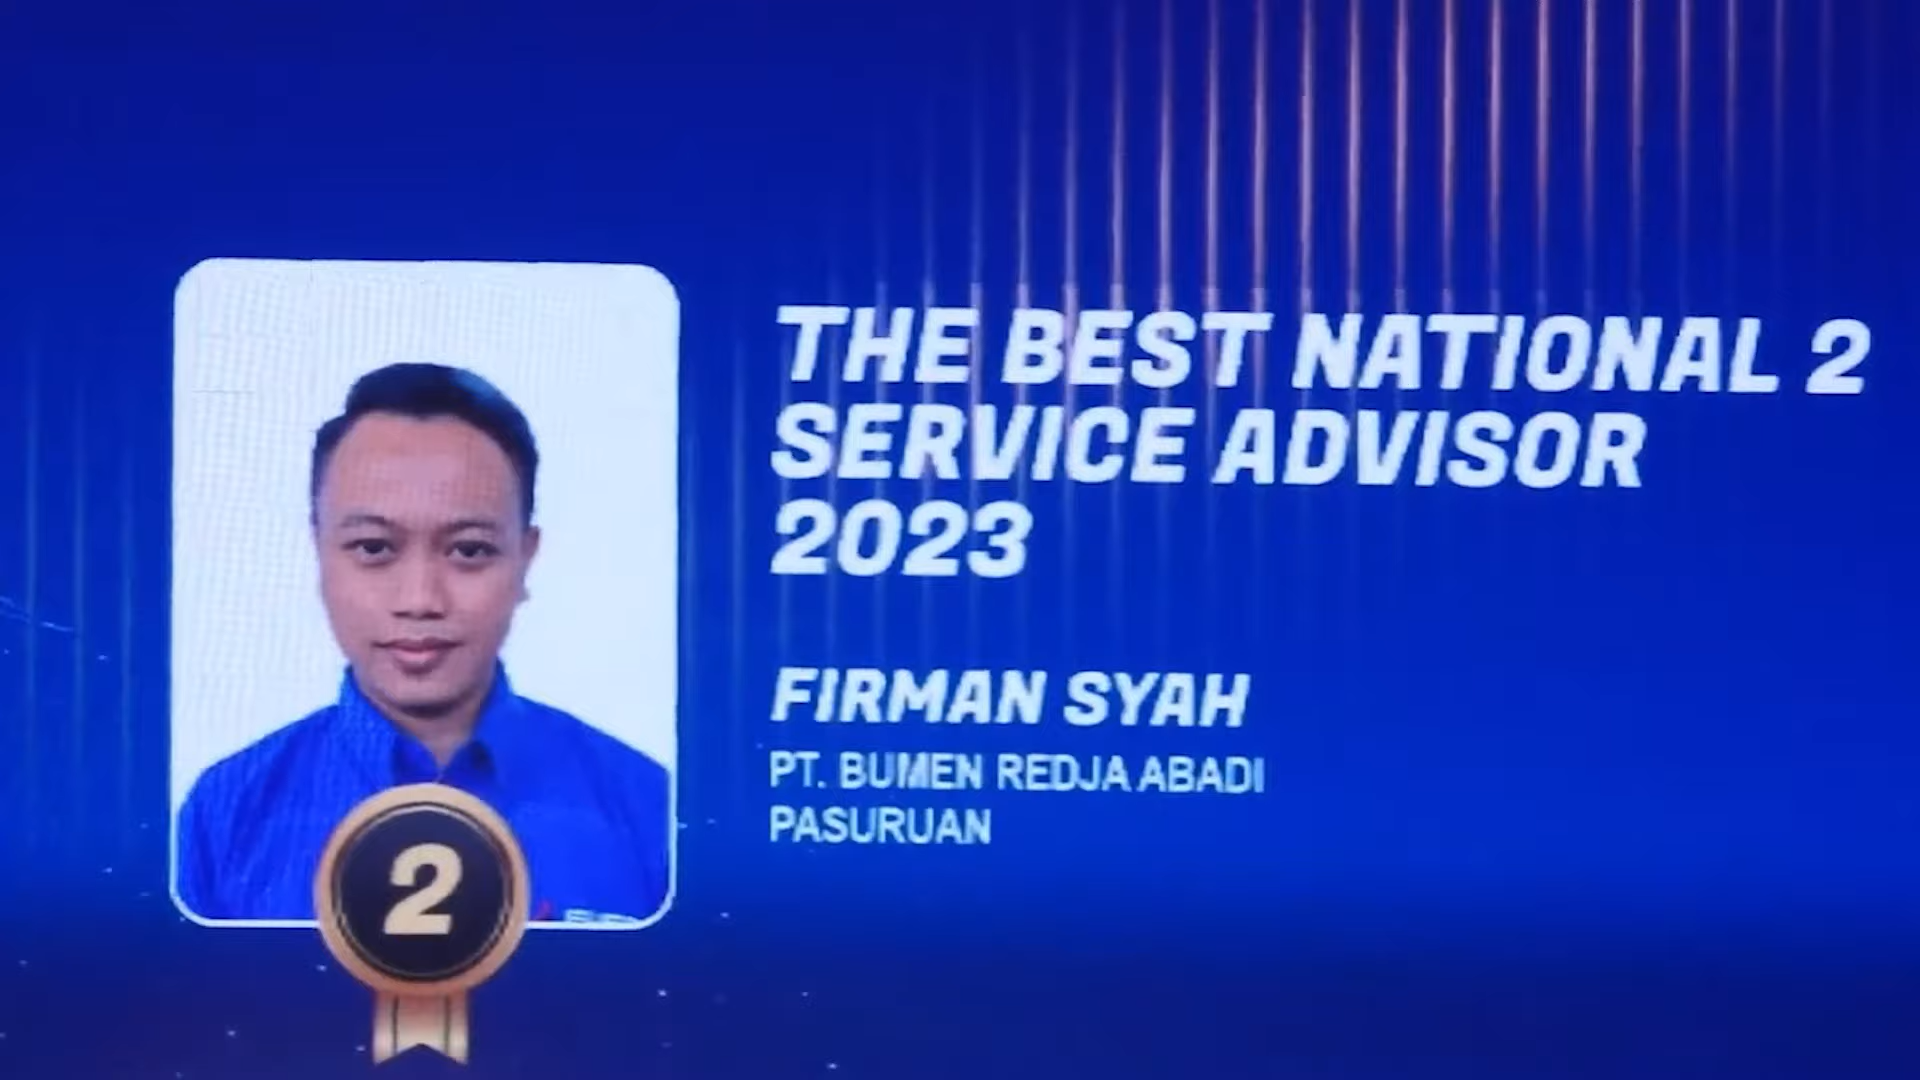 THE BEST NATIONAL 2
SERVICE ADVISOR
2023
FIRMAN SYAH
PT. BUMEN REDJA ABADI
PASURUAN
2